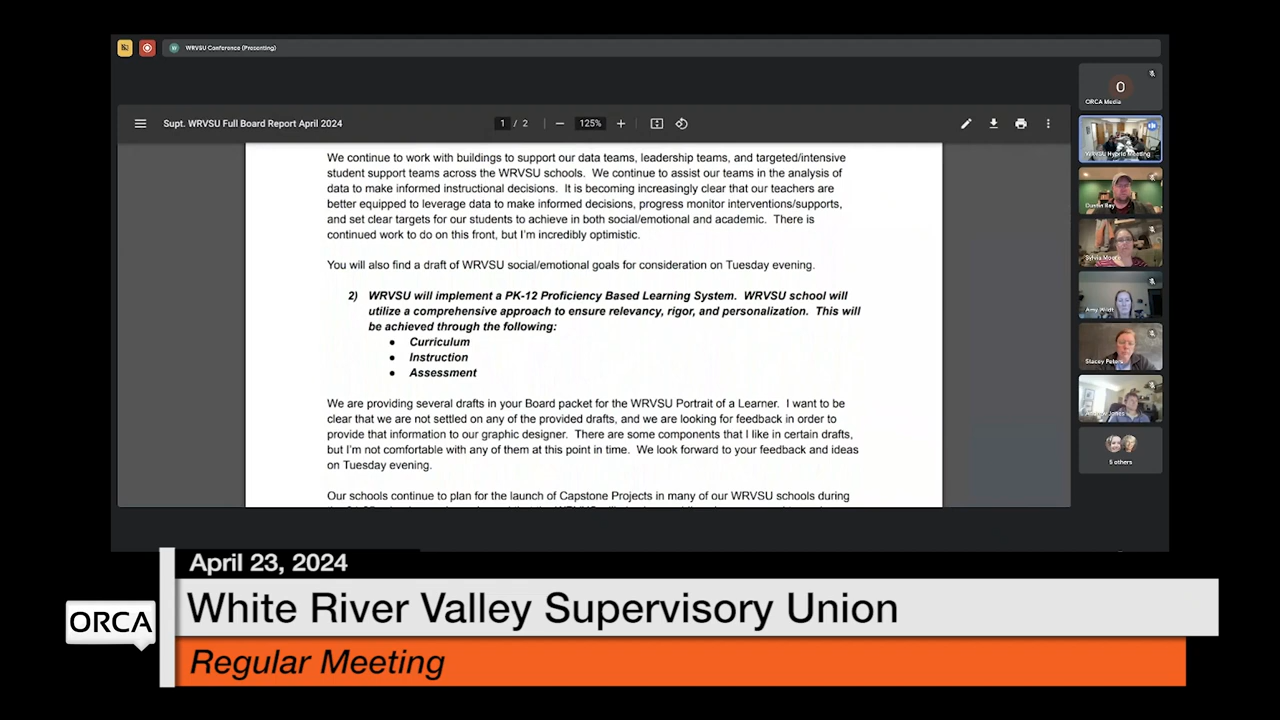 WRVSU Conference (Presenting)
Supt. WRVSU Full Board Report April 2024
1 / 2
125%
We continue to work with buildings to support our data teams, leadership teams, and targeted/intensive
student support teams across the WRVSU schools. We continue to assist our teams in the analysis of
data to make informed instructional decisions. It is becoming increasingly clear that our teachers are
better equipped to leverage data to make informed decisions, progress monitor interventions/supports,
and set clear targets for our students to achieve in both social/emotional and academic. There is
continued work to do on this front, but I'm incredibly optimistic.
You will also find a draft of WRVSU social/emotional goals for consideration on Tuesday evening.
2) WRVSU will implement a PK-12 Proficiency Based Learning System. WRVSU school will
utilize a comprehensive approach to ensure relevancy, rigor, and personalization. This will
be achieved through the following:
• Curriculum
• Instruction
• Assessment
We are providing several drafts in your Board packet for the WRVSU Portrait of a Learner. I want to be
clear that we are not settled on any of the provided drafts, and we are looking for feedback in order to
provide that information to our graphic designer. There are some components that I like in certain drafts,
but I'm not comfortable with any of them at this point in time. We look forward to your feedback and ideas
on Tuesday evening.
Our schools continue to plan for the launch of Capstone Projects in many of our WRVSU schools during
O
ORCA Media
WRVSU Hybrid Meeting
Dustin Ray
Sylvia Moore
Amy Wildt
Stacey Peters
Jones
5 others
April 23, 2024
White River Valley Supervisory Union
ORCA
Regular Meeting